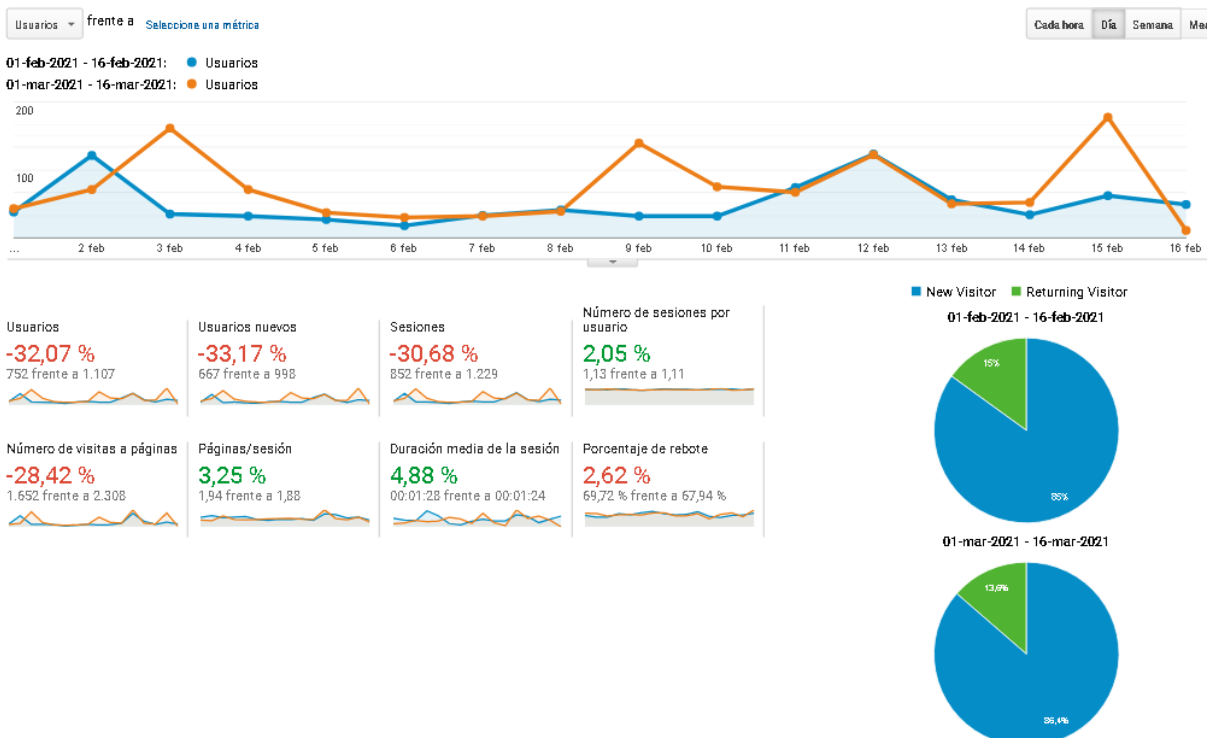 Usuarios frente a Seleccione una métrica
Cada hora Día Semana
01-feb-2021 - 16-feb-2021: Usuarios
01-mar-2021 - 16-mar-2021: Usuarios
200
100
... 2 feb 3 feb 4 feb 5 feb 6 feb 7 feb 8 feb 9 feb 10 feb 11 feb 12 feb 13 feb 14 feb 15 feb 16 feb
Usuarios
-32,07 %
752 frente a 1.107
Usuarios nuevos
-33,17 %
667 frente a 998
Sesiones
-30,68 %
852 frente a 1.229
Número de sesiones por
usuario
2,05 %
1,13 frente a 1,11
Número de visitas a páginas
-28,42 %
1.652 frente a 2.308
Páginas/sesión
3,25 %
1,94 frente a 1,88
Duración media de la sesión
4,88 %
00:01:28 frente a 00:01:24
Porcentaje de rebote
2,62 %
69,72 % frente a 67,94 %
New Visitor Returning Visitor
01-feb-2021 - 16-feb-2021
15%
85%
01-mar-2021 - 16-mar-2021
13,6%
86,4%